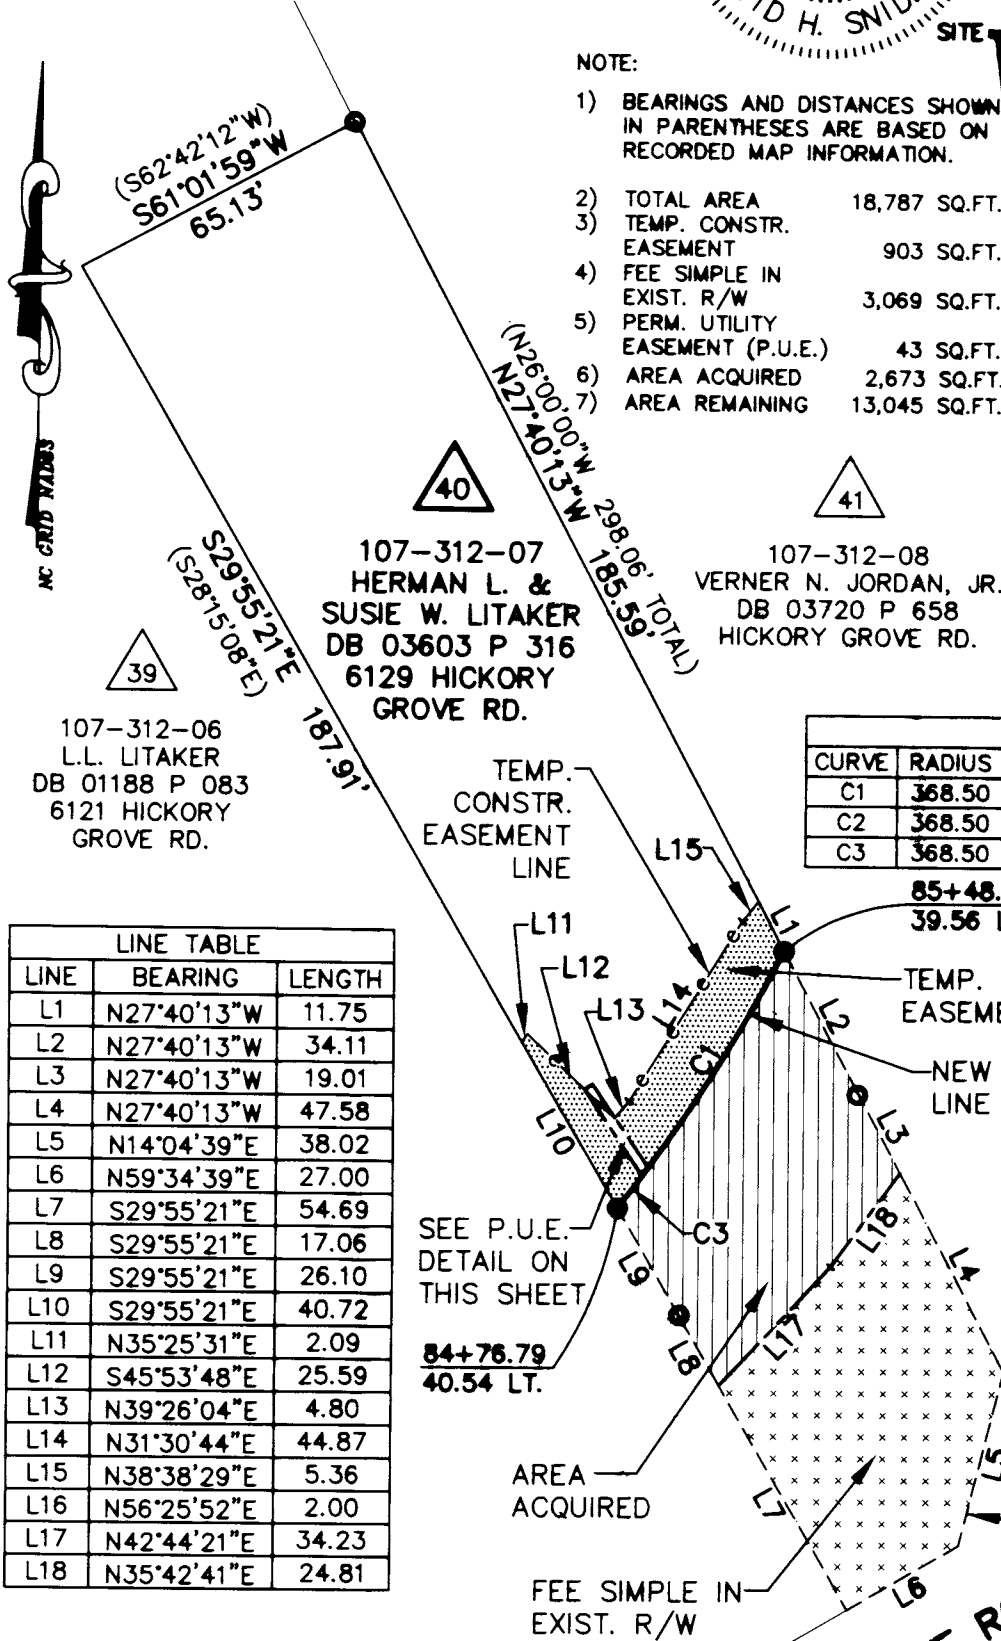 ID H. SNID
SITE
NOTE:
1) BEARINGS AND DISTANCES SHOWN
IN PARENTHESES ARE BASED ON
RECORDED MAP INFORMATION.
2) TOTAL AREA 18,787 SQ.FT.
3) TEMP. CONSTR.
EASEMENT 903 SQ.FT.
4) FEE SIMPLE IN
EXIST. R/W 3,069 SQ.FT.
5) PERM. UTILITY
EASEMENT (P.U.E.) 43 SQ.FT.
6) AREA ACQUIRED 2,673 SQ.FT.
7) AREA REMAINING 13,045 SQ.FT.
(S62°42'12"W)
S61°01'59"W
65.13'
NC GRID NAD83
(N26°00'00"W 298.06' TOTAL)
N27°40'13"W 185.59'
S29°55'21"E 187.91'
(S28°15'08"E)
40
107-312-07
HERMAN L. &
SUSIE W. LITAKER
DB 03603 P 316
6129 HICKORY
GROVE RD.
41
107-312-08
VERNER N. JORDAN, JR.
DB 03720 P 658
HICKORY GROVE RD.
39
107-312-06
L.L. LITAKER
DB 01188 P 083
6121 HICKORY
GROVE RD.
CURVE RADIUS
C1 368.50
C2 368.50
C3 368.50
85+48.
39.56 L
TEMP.
CONSTR.
EASEMENT
LINE
L15
L1
L11
L12
L13
L14
C1
L2
TEMP.
EASEME
NEW
LINE
L3
L10
C3
L18
L4
SEE P.U.E.
DETAIL ON
THIS SHEET
L9
84+76.79
40.54 LT.
L8
L17
L5
L7
AREA
ACQUIRED
FEE SIMPLE IN
EXIST. R/W
L6
R
LINE TABLE
LINE BEARING LENGTH
L1 N27°40'13"W 11.75
L2 N27°40'13"W 34.11
L3 N27°40'13"W 19.01
L4 N27°40'13"W 47.58
L5 N14°04'39"E 38.02
L6 N59°34'39"E 27.00
L7 S29°55'21"E 54.69
L8 S29°55'21"E 17.06
L9 S29°55'21"E 26.10
L10 S29°55'21"E 40.72
L11 N35°25'31"E 2.09
L12 S45°53'48"E 25.59
L13 N39°26'04"E 4.80
L14 N31°30'44"E 44.87
L15 N38°38'29"E 5.36
L16 N56°25'52"E 2.00
L17 N42°44'21"E 34.23
L18 N35°42'41"E 24.81